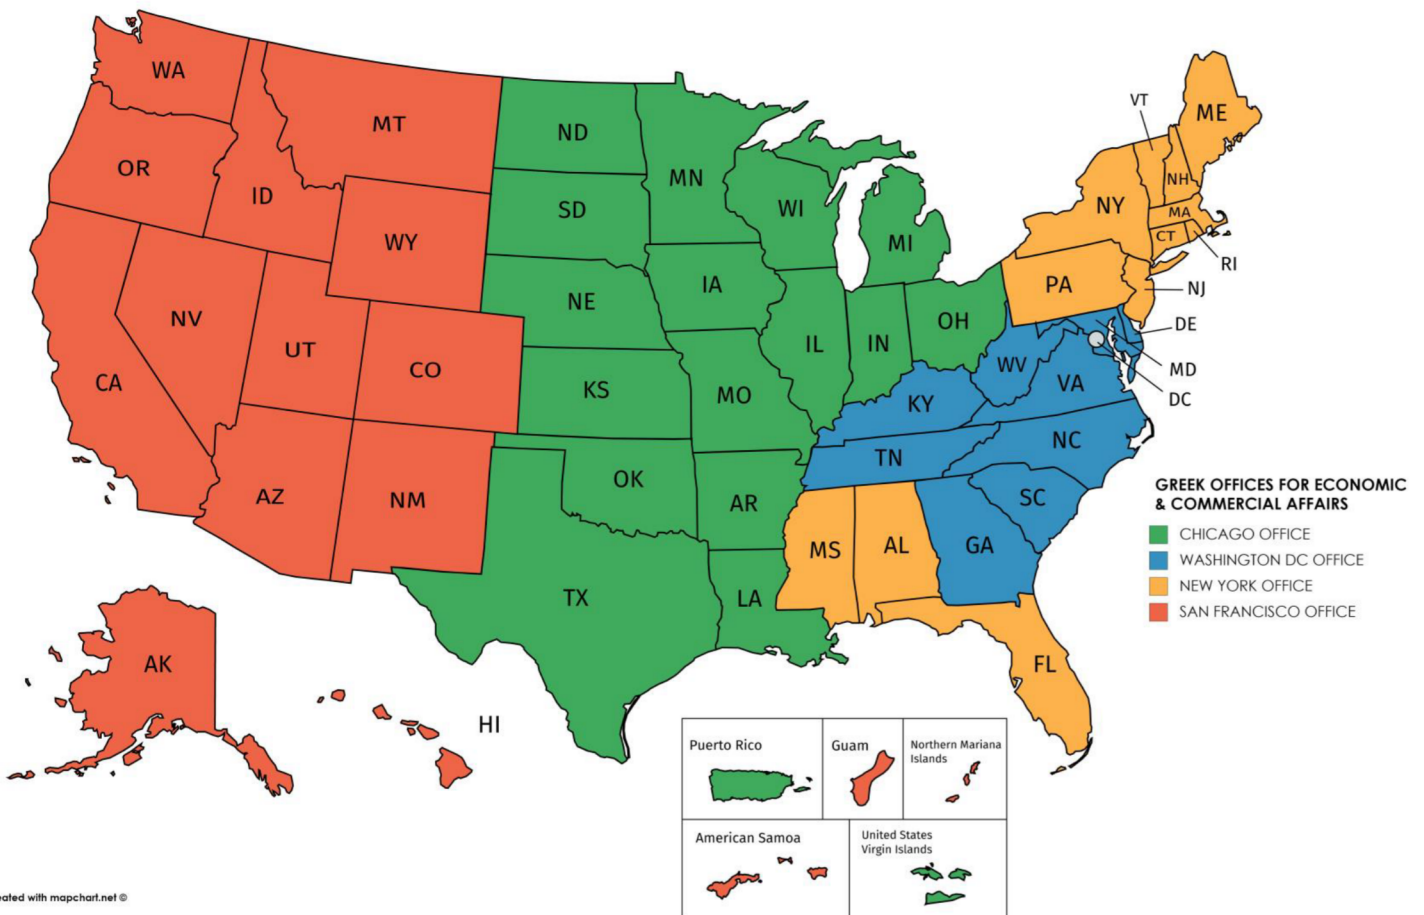 WA
MT
ND
MN
VT
ME
OR
ID
SD
WI
MI
NY
NH
MA
CT
RI
WY
NE
IA
PA
NJ
NV
UT
CO
IL
IN
OH
DE
MD
DC
CA
KS
MO
WV
VA
KY
NC
TN
AZ
NM
OK
AR
SC
MS
AL
GA
TX
LA
FL
AK
HI
GREEK OFFICES FOR ECONOMIC
& COMMERCIAL AFFAIRS
CHICAGO OFFICE
WASHINGTON DC OFFICE
NEW YORK OFFICE
SAN FRANCISCO OFFICE
Puerto Rico
Guam
Northern Mariana
Islands
American Samoa
United States
Virgin Islands
with mapchart.net ©